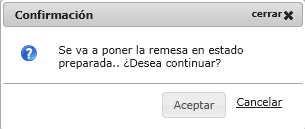 Confirmación cerrar
Se va a poner la remesa en estado
preparada.. ¿Desea continuar?
Aceptar Cancelar